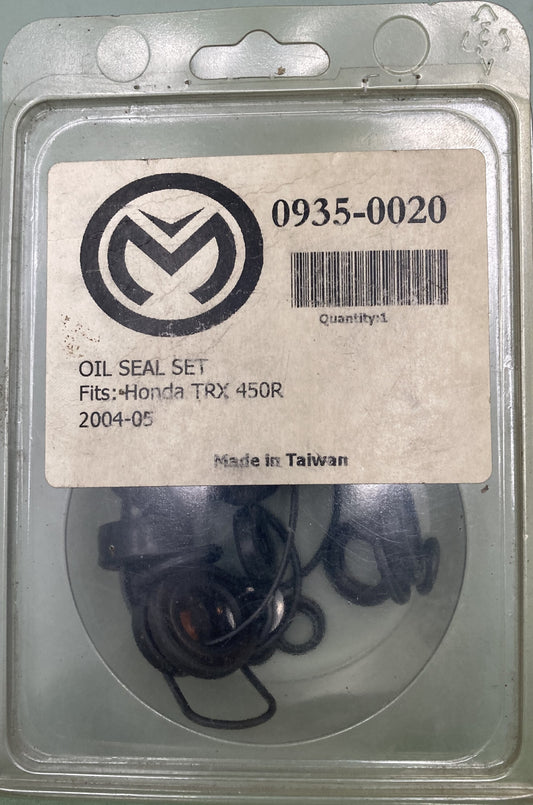 0935-0020
Quantity:1
OIL SEAL SET
Fits: Honda TRX 450R
2004-05
Made in Taiwan